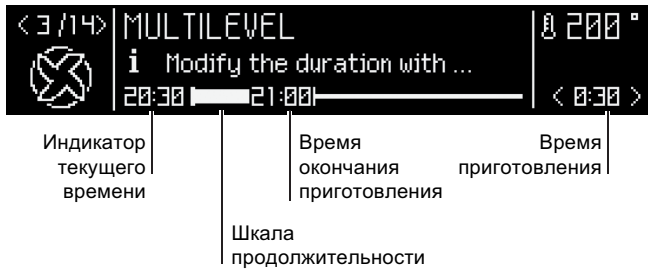 < 3/14> MULTILEVEL 200°
i Modify the duration with ...
20:30 21:00 < 0:30 >
Индикатор
текущего
времени
Время
окончания
приготовления
Время
приготовления
Шкала
продолжительности